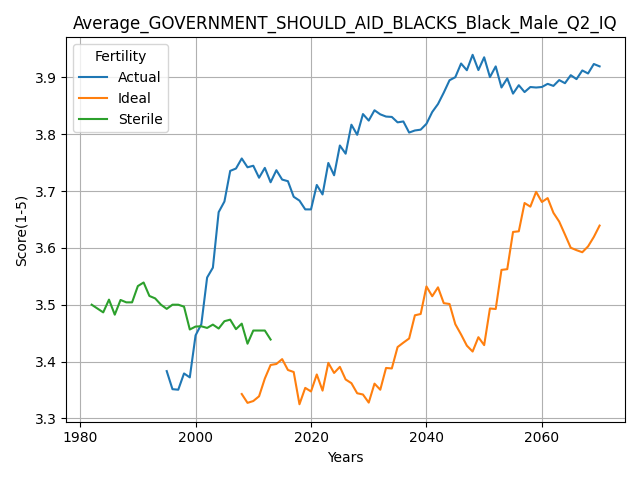 Average_GOVERNMENT_SHOULD_AID_BLACKS_Black_Male_Q2_IQ
Fertility
Actual
Ideal
Sterile
3.9
3.8
3.7
3.6
3.5
3.4
3.3
Score(1-5)
1980 2000 2020 2040 2060
Years